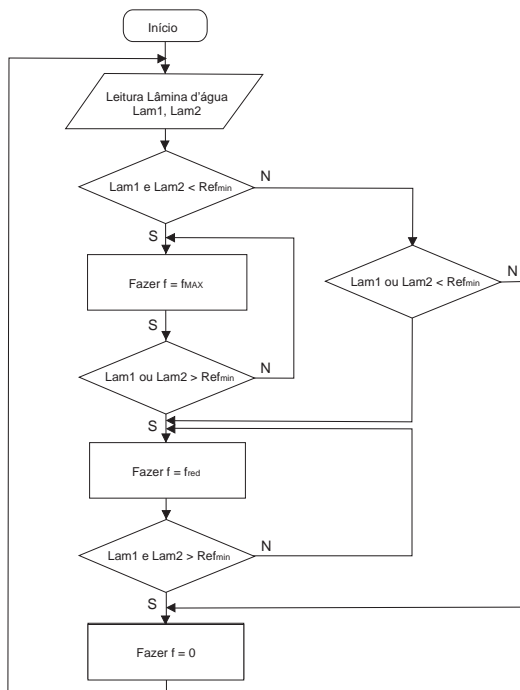 Início
Leitura Lâmina d'água
Lam1, Lam2
Lam1 e Lam2 < Refmin
N
S
Fazer f = fMAX
Lam1 ou Lam2 < Refmin
N
S
Lam1 ou Lam2 > Refmin
N
S
Fazer f = fred
Lam1 e Lam2 > Refmin
N
S
Fazer f = 0